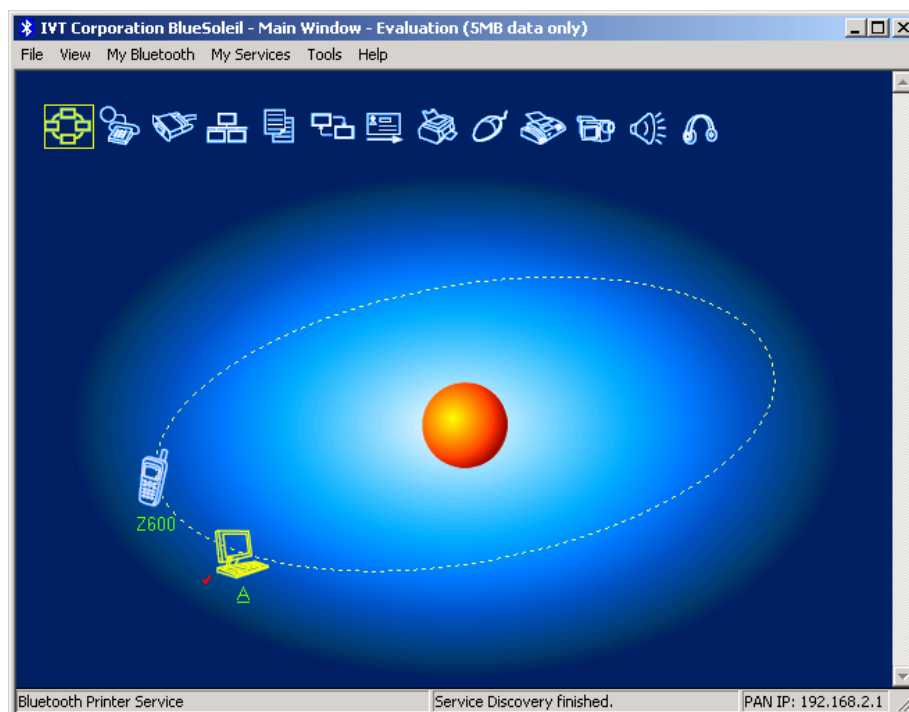 IVT Corporation BlueSoleil - Main Window - Evaluation (5MB data only)
File View My Bluetooth My Services Tools Help
Z600
A
Bluetooth Printer Service Service Discovery finished. PAN IP: 192.168.2.1